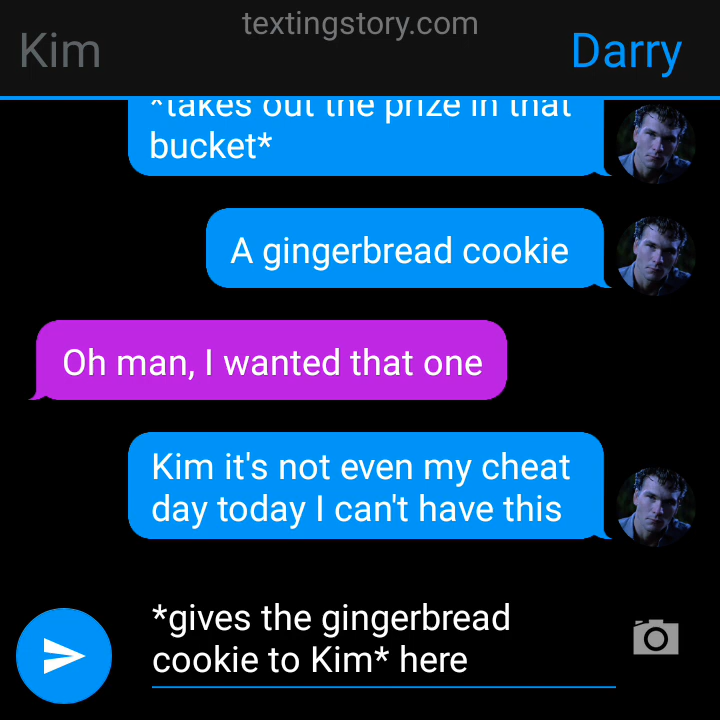 textingstory.com
Kim
Darry
*takes out the prize in that
bucket*
A gingerbread cookie
Oh man, I wanted that one
Kim it's not even my cheat
day today I can't have this
*gives the gingerbread
cookie to Kim* here